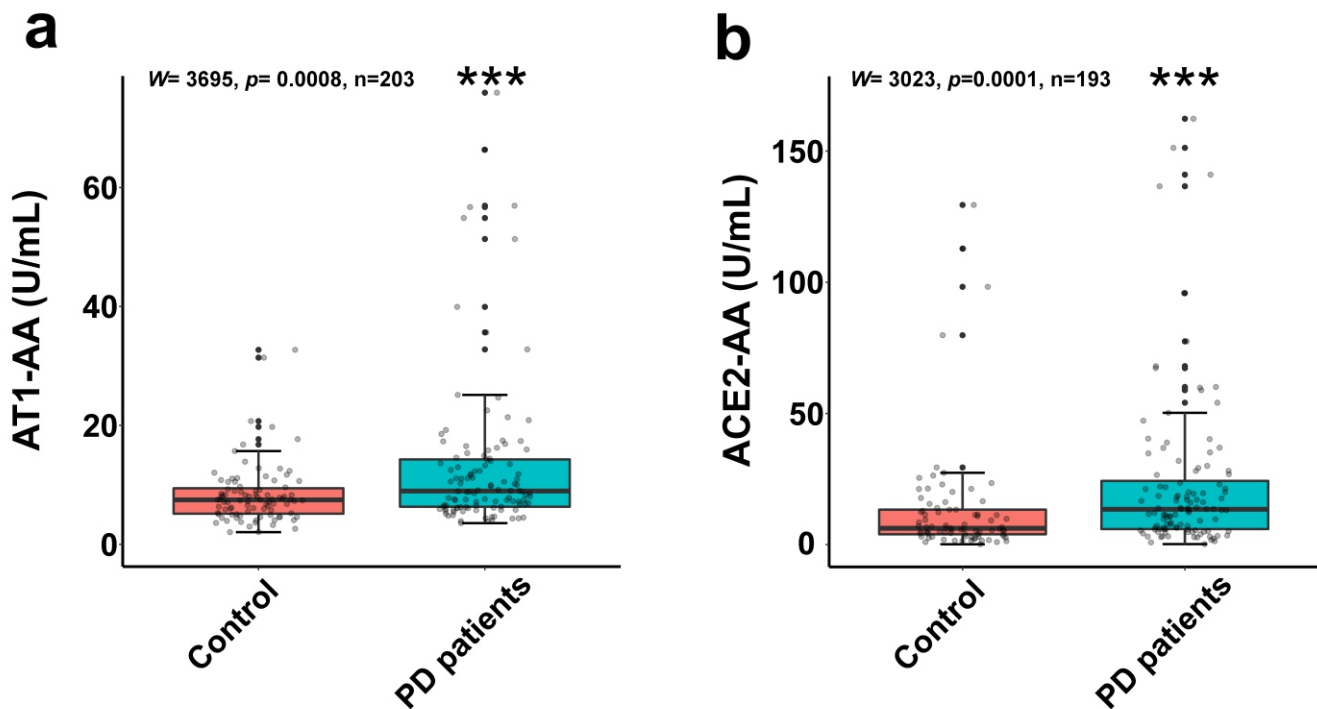 a
W= 3695, p= 0.0008, n=203
***
AT1-AA (U/mL)
60
40
20
0
Control
PD patients
b
W= 3023, p=0.0001, n=193
***
ACE2-AA (U/mL)
150
100
50
0
Control
PD patients